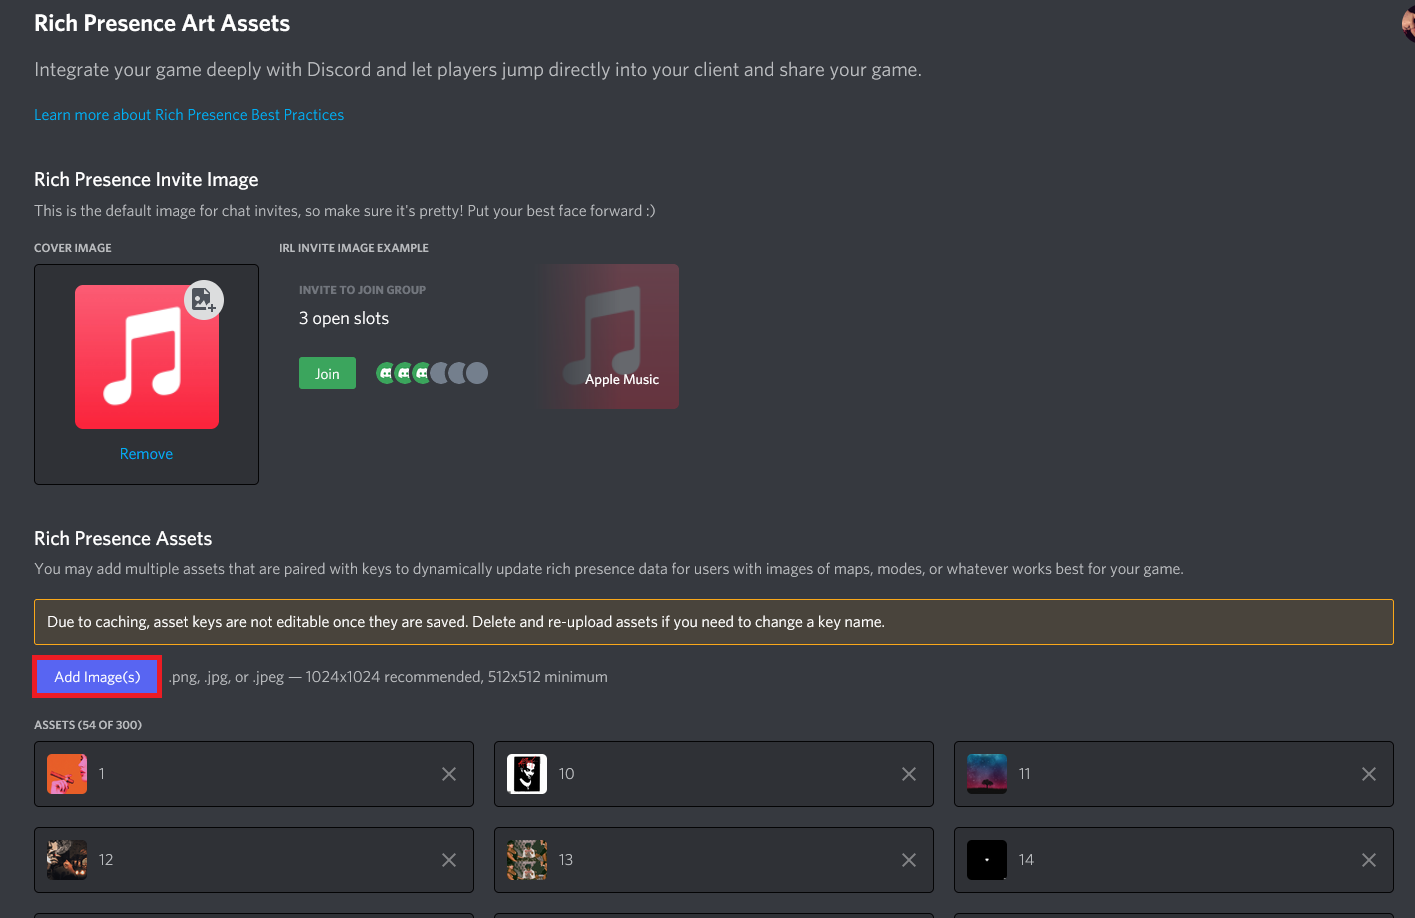 Rich Presence Art Assets
Integrate your game deeply with Discord and let players jump directly into your client and share your game.
Learn more about Rich Presence Best Practices
Rich Presence Invite Image
This is the default image for chat invites, so make sure it's pretty! Put your best face forward :)
COVER IMAGE
IRL INVITE IMAGE EXAMPLE
INVITE TO JOIN GROUP
3 open slots
Join
Apple Music
Remove
Rich Presence Assets
You may add multiple assets that are paired with keys to dynamically update rich presence data for users with images of maps, modes, or whatever works best for your game.
Due to caching, asset keys are not editable once they are saved. Delete and re-upload assets if you need to change a key name.
Add Image(s) .png, .jpg, or .jpeg — 1024x1024 recommended, 512x512 minimum
ASSETS (54 OF 300)
1
10
11
12
13
14